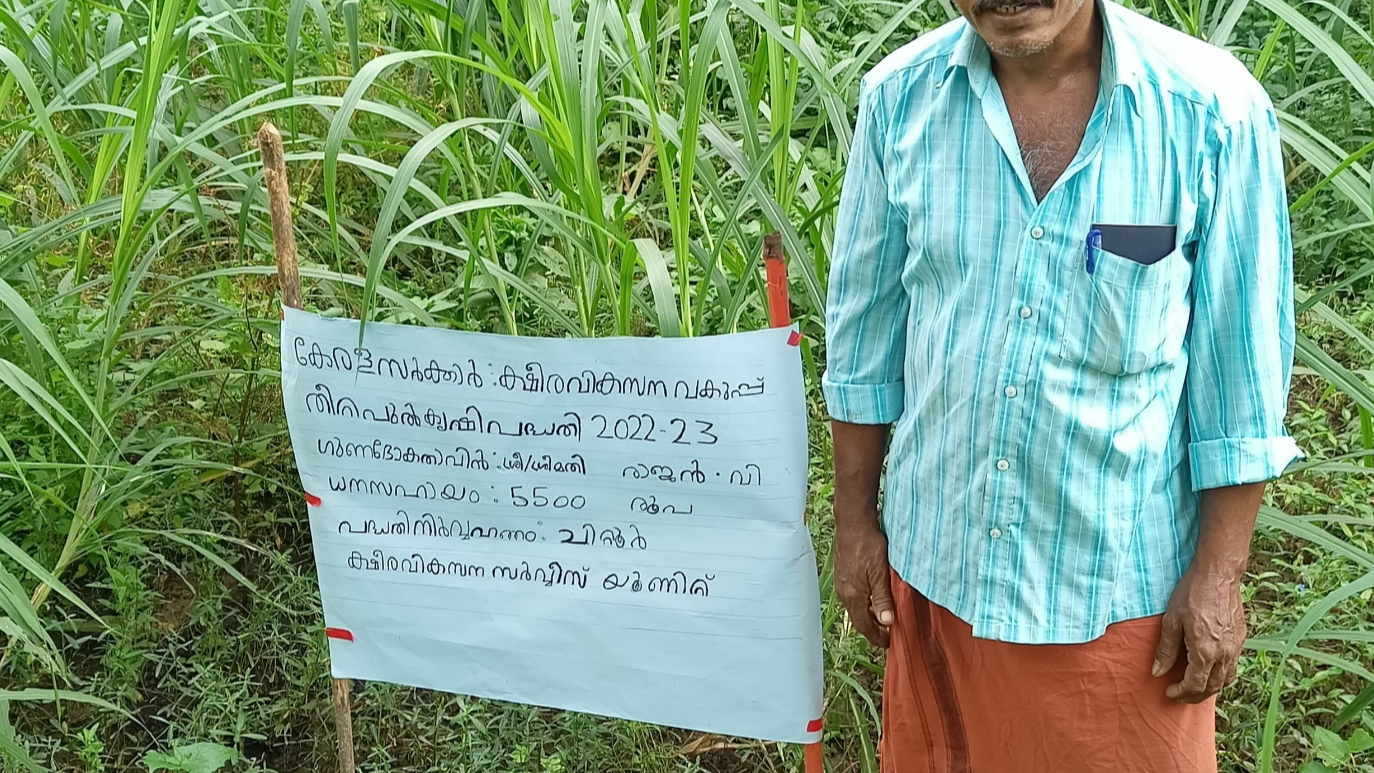 കേരളസർക്കാർ : ക്ഷീരവികസന വകുപ്പ്
തീറ്റപുൽകൃഷിപദ്ധതി 2022-23
ഗുണഭോക്താവിൻ : ശ്രീ/ശ്രീമതി രാജൻ . വി
ധനസഹായം : 5500 രൂപ
പദ്ധതിനിർവ്വഹണം : ചിറ്റൂർ
ക്ഷീരവികസന സർവ്വീസ് യൂണിറ്റ്